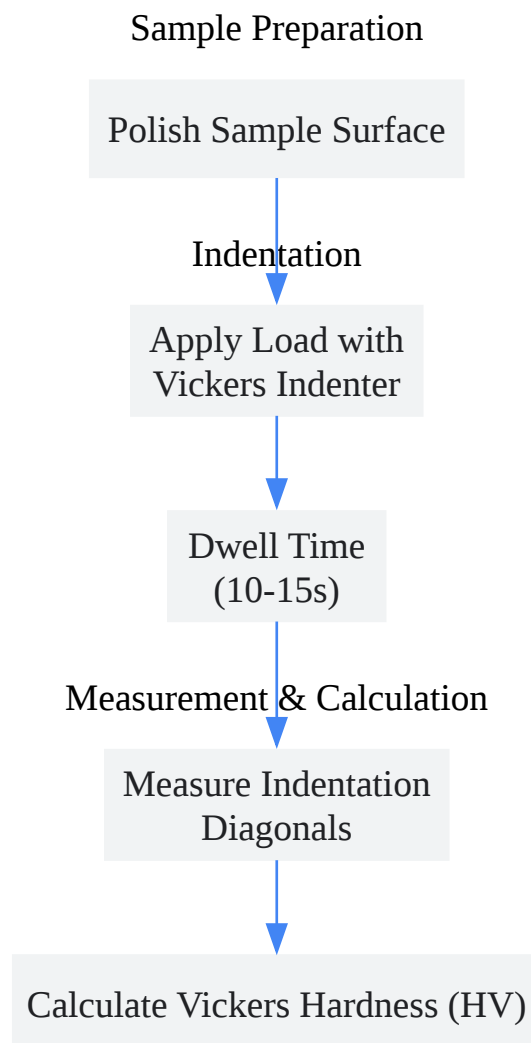 Sample Preparation
Polish Sample Surface
Indentation
Apply Load with
Vickers Indenter
Dwell Time
(10-15s)
Measurement & Calculation
Measure Indentation
Diagonals
Calculate Vickers Hardness (HV)